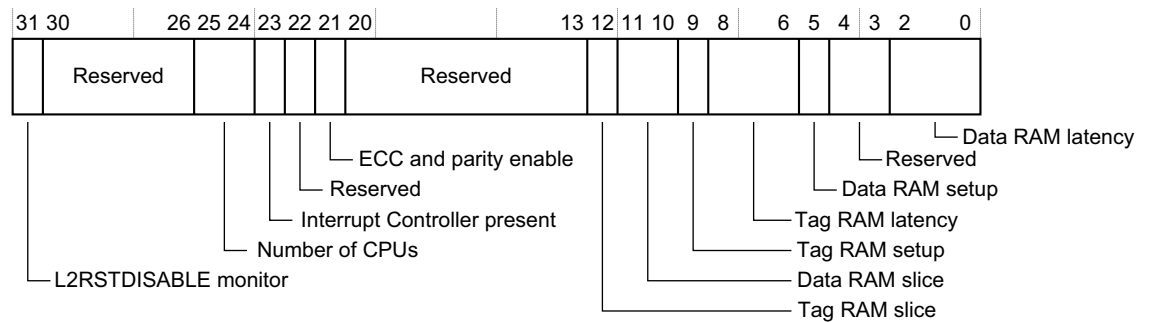 31 30 26 25 24 23 22 21 20 13 12 11 10 9 8 6 5 4 3 2 0
Reserved Reserved
Data RAM latency
ECC and parity enable Reserved
Reserved Data RAM setup
Interrupt Controller present Tag RAM latency
Number of CPUs Tag RAM setup
L2RSTDISABLE monitor Data RAM slice
Tag RAM slice